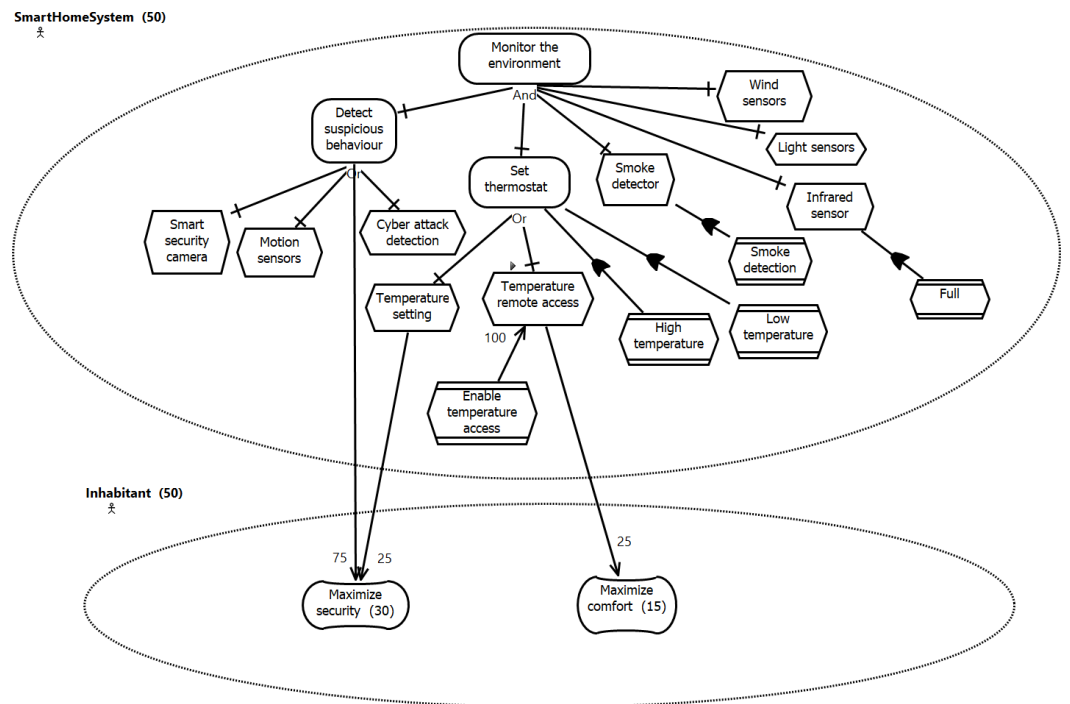 SmartHomeSystem (50)
Monitor the
environment
And
Wind
sensors
Detect
suspicious
behaviour
Or
Light sensors
Set
thermostat
Or
Smoke
detector
Infrared
sensor
Smart
security
camera
Motion
sensors
Cyber attack
detection
Smoke
detection
Temperature
setting
Temperature
remote access
Full
High
temperature
Low
temperature
100
Enable
temperature
access
Inhabitant (50)
75
25
25
Maximize
security (30)
Maximize
comfort (15)